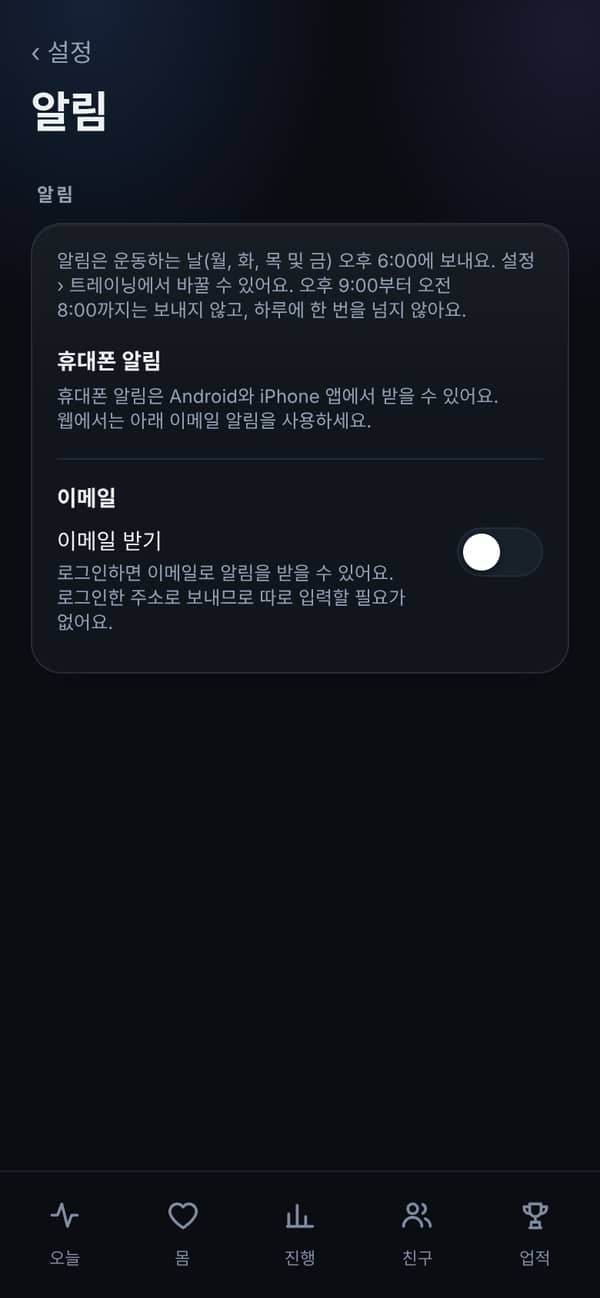 ‹ 설정
알림
알림
알림은 운동하는 날(월, 화, 목 및 금) 오후 6:00에 보내요. 설정
› 트레이닝에서 바꿀 수 있어요. 오후 9:00부터 오전
8:00까지는 보내지 않고, 하루에 한 번을 넘지 않아요.
휴대폰 알림
휴대폰 알림은 Android와 iPhone 앱에서 받을 수 있어요.
웹에서는 아래 이메일 알림을 사용하세요.
이메일
이메일 받기
로그인하면 이메일로 알림을 받을 수 있어요.
로그인한 주소로 보내므로 따로 입력할 필요가
없어요.
오늘
몸
진행
친구
업적